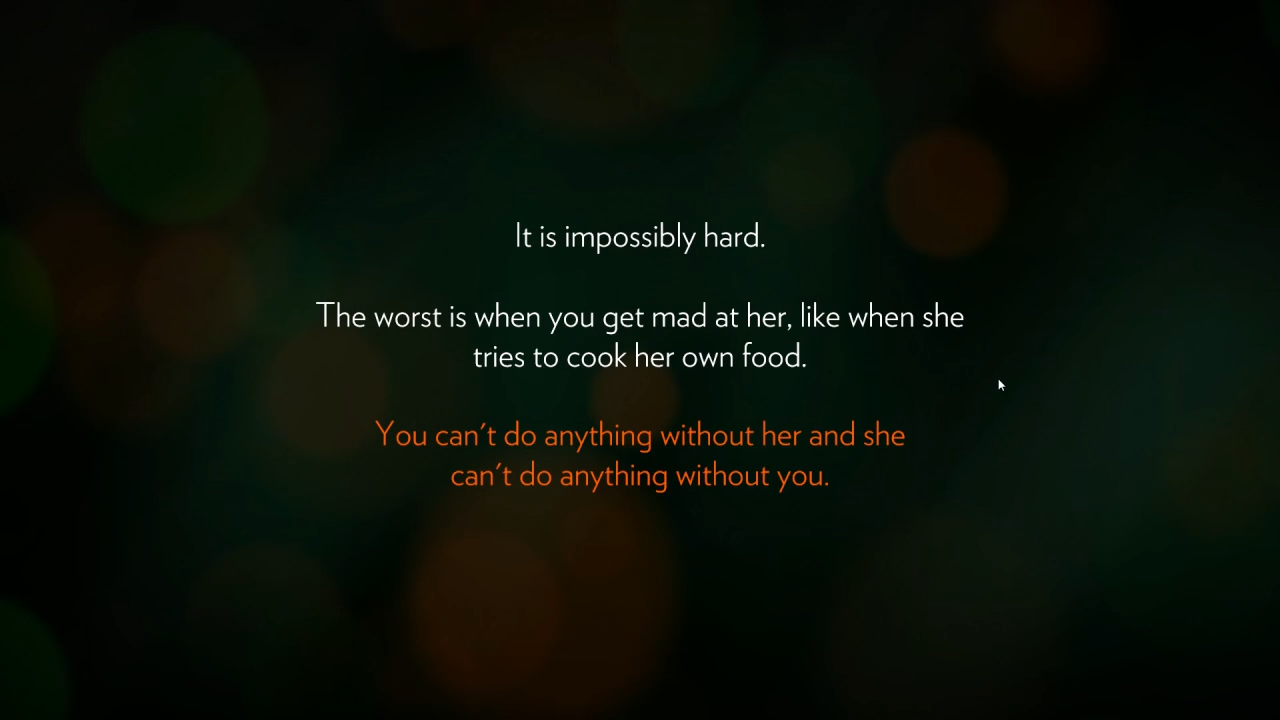 It is impossibly hard.
The worst is when you get mad at her, like when she
tries to cook her own food.
You can't do anything without her and she
can't do anything without you.